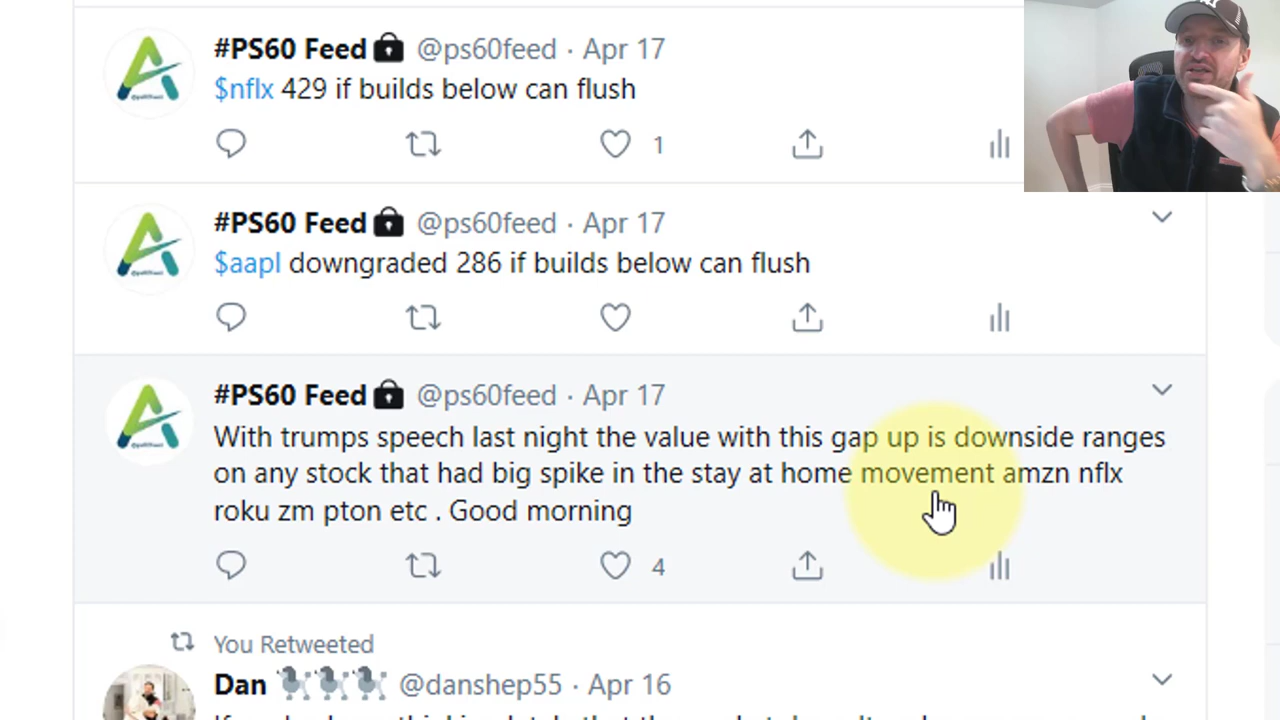 #PS60 Feed🔒 @ps60feed · Apr 17
$nflx 429 if builds below can flush
1
#PS60 Feed🔒 @ps60feed · Apr 17
$aapl downgraded 286 if builds below can flush
#PS60 Feed🔒 @ps60feed · Apr 17
With trumps speech last night the value with this gap up is downside ranges
on any stock that had big spike in the stay at home movement amzn nflx
roku zm pton etc . Good morning
4
You Retweeted
Dan 🐩🐩🐩 @danshep55 · Apr 16